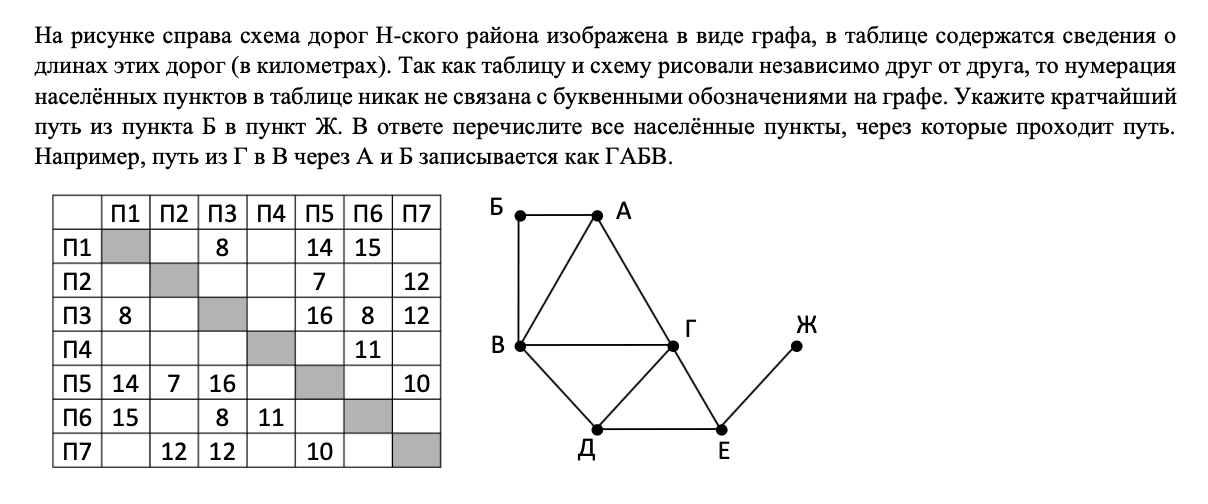 На рисунке справа схема дорог Н-ского района изображена в виде графа, в таблице содержатся сведения о
длинах этих дорог (в километрах). Так как таблицу и схему рисовали независимо друг от друга, то нумерация
населённых пунктов в таблице никак не связана с буквенными обозначениями на графе. Укажите кратчайший
путь из пункта Б в пункт Ж. В ответе перечислите все населённые пункты, через которые проходит путь.
Например, путь из Г в В через А и Б записывается как ГАБВ.
П1 П2 П3 П4 П5 П6 П7
П1 8 14 15
П2 7 12
П3 8 16 8 12
П4 11
П5 14 7 16 10
П6 15 8 11
П7 12 12 10
Б А
В Г Ж
Д Е